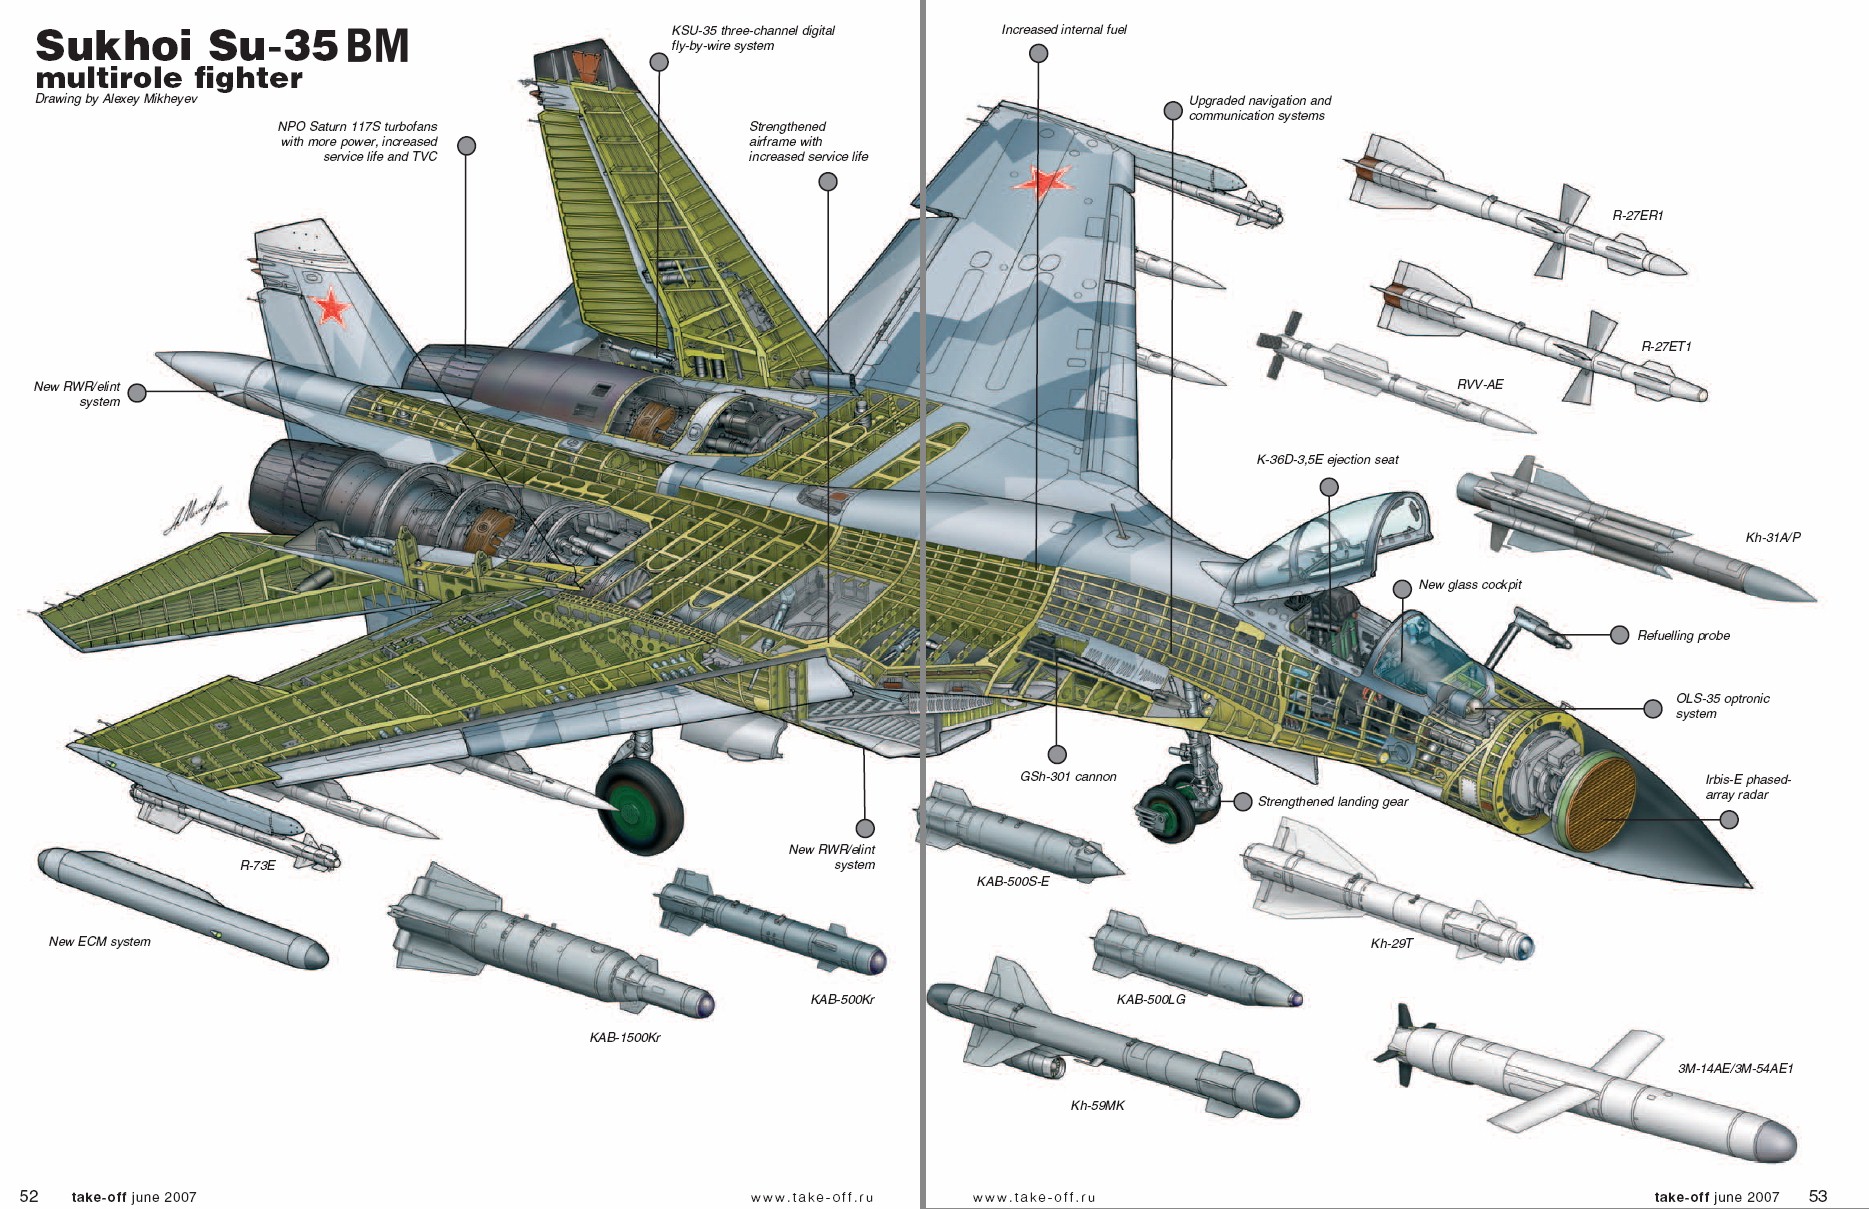 Sukhoi Su-35 BM
multirole fighter
Drawing by Alexey Mikheyev
KSU-35 three-channel digital
fly-by-wire system
NPO Saturn 117S turbofans
with more power, increased
service life and TVC
Strengthened
airframe with
increased service life
Increased internal fuel
Upgraded navigation and
communication systems
R-27ER1
R-27ET1
RVV-AE
New RWR/elint
system
K-36D-3,5E ejection seat
Kh-31A/P
New glass cockpit
Refuelling probe
OLS-35 optronic
system
Irbis-E phased-
array radar
GSh-301 cannon
Strengthened landing gear
New RWR/elint
system
R-73E
New ECM system
KAB-1500Kr
KAB-500Kr
KAB-500S-E
KAB-500LG
Kh-29T
Kh-59MK
3M-14AE/3M-54AE1
52 take-off june 2007
www.take-off.ru
www.take-off.ru
take-off june 2007 53